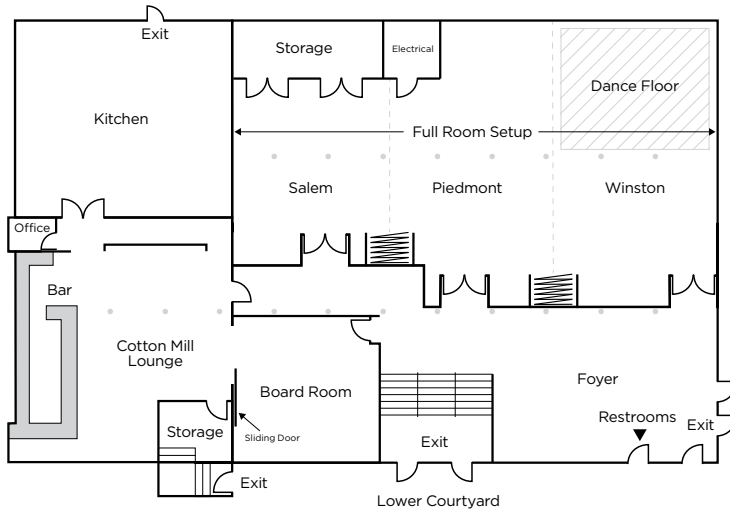 Exit
Storage
Electrical
Dance Floor
Kitchen
Full Room Setup
Salem
Piedmont
Winston
Office
Bar
Cotton Mill
Lounge
Board Room
Foyer
Restrooms
Exit
Storage
Sliding Door
Exit
Exit
Lower Courtyard